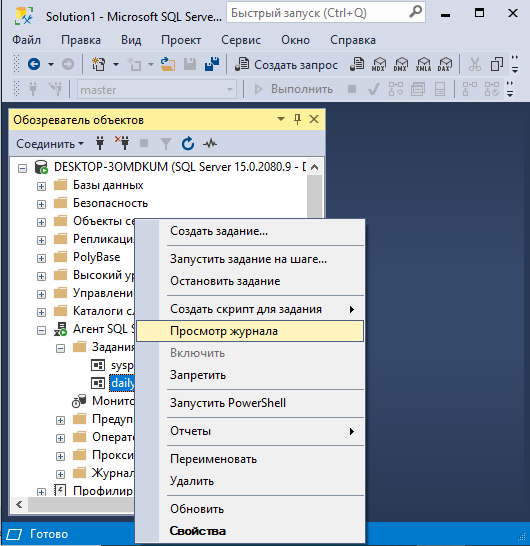 Solution1 - Microsoft SQL Serve...
Быстрый запуск (Ctrl+Q)
Файл Правка Вид Проект Сервис Окно Справка
Создать запрос MDX DMX XMLA DAX
master Выполнить
Обозреватель объектов
Соединить
DESKTOP-3OMDKUM (SQL Server 15.0.2080.9 - D
Базы данных
Безопасность
Объекты се
Репликаци
PolyBase
Высокий ур
Управлени
Каталоги с
Агент SQL S
Задания
sysp
daily
Монито
Предуп
Операто
Прокси
Журнал
Профилир
Создать задание...
Запустить задание на шаге...
Остановить задание
Создать скрипт для задания
Просмотр журнала
Включить
Запретить
Запустить PowerShell
Отчеты
Переименовать
Удалить
Обновить
Свойства
Готово